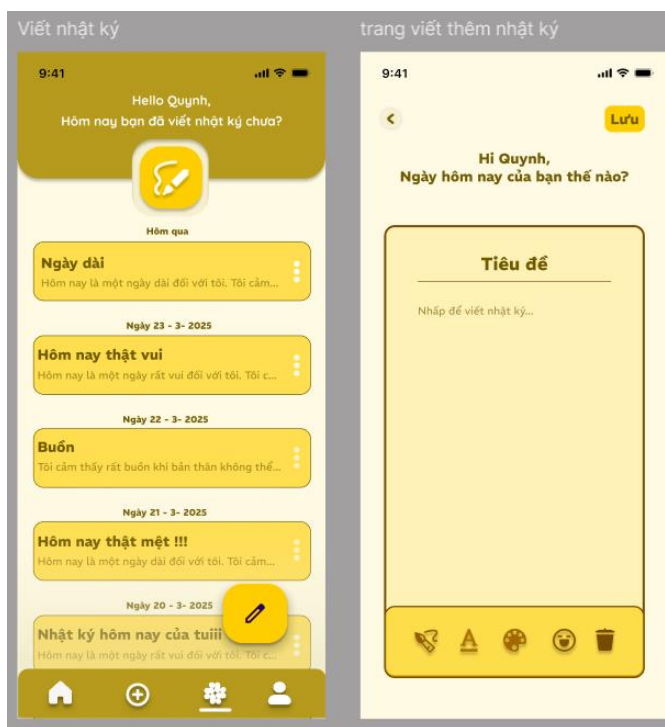 Viết nhật ký
9:41
Hello Quynh,
Hôm nay bạn đã viết nhật ký chưa?
Hôm qua
Ngày dài
Hôm nay là một ngày dài đối với tôi. Tôi cảm...
Ngày 23 - 3- 2025
Hôm nay thật vui
Hôm nay là một ngày rất vui đối với tôi. Tôi c...
Ngày 22 - 3- 2025
Buồn
Tôi cảm thấy rất buồn khi bản thân không thể...
Ngày 21 - 3- 2025
Hôm nay thật mệt !!!
Hôm nay là một ngày dài đối với tôi. Tôi cảm...
Ngày 20 - 3- 2025
Nhật ký hôm nay của tuiii
Hôm nay là một ngày rất vui đối với tôi. Tôi c...
trang viết thêm nhật ký
9:41
Lưu
Hi Quynh,
Ngày hôm nay của bạn thế nào?
Tiêu đề
Nhấp để viết nhật ký...
A